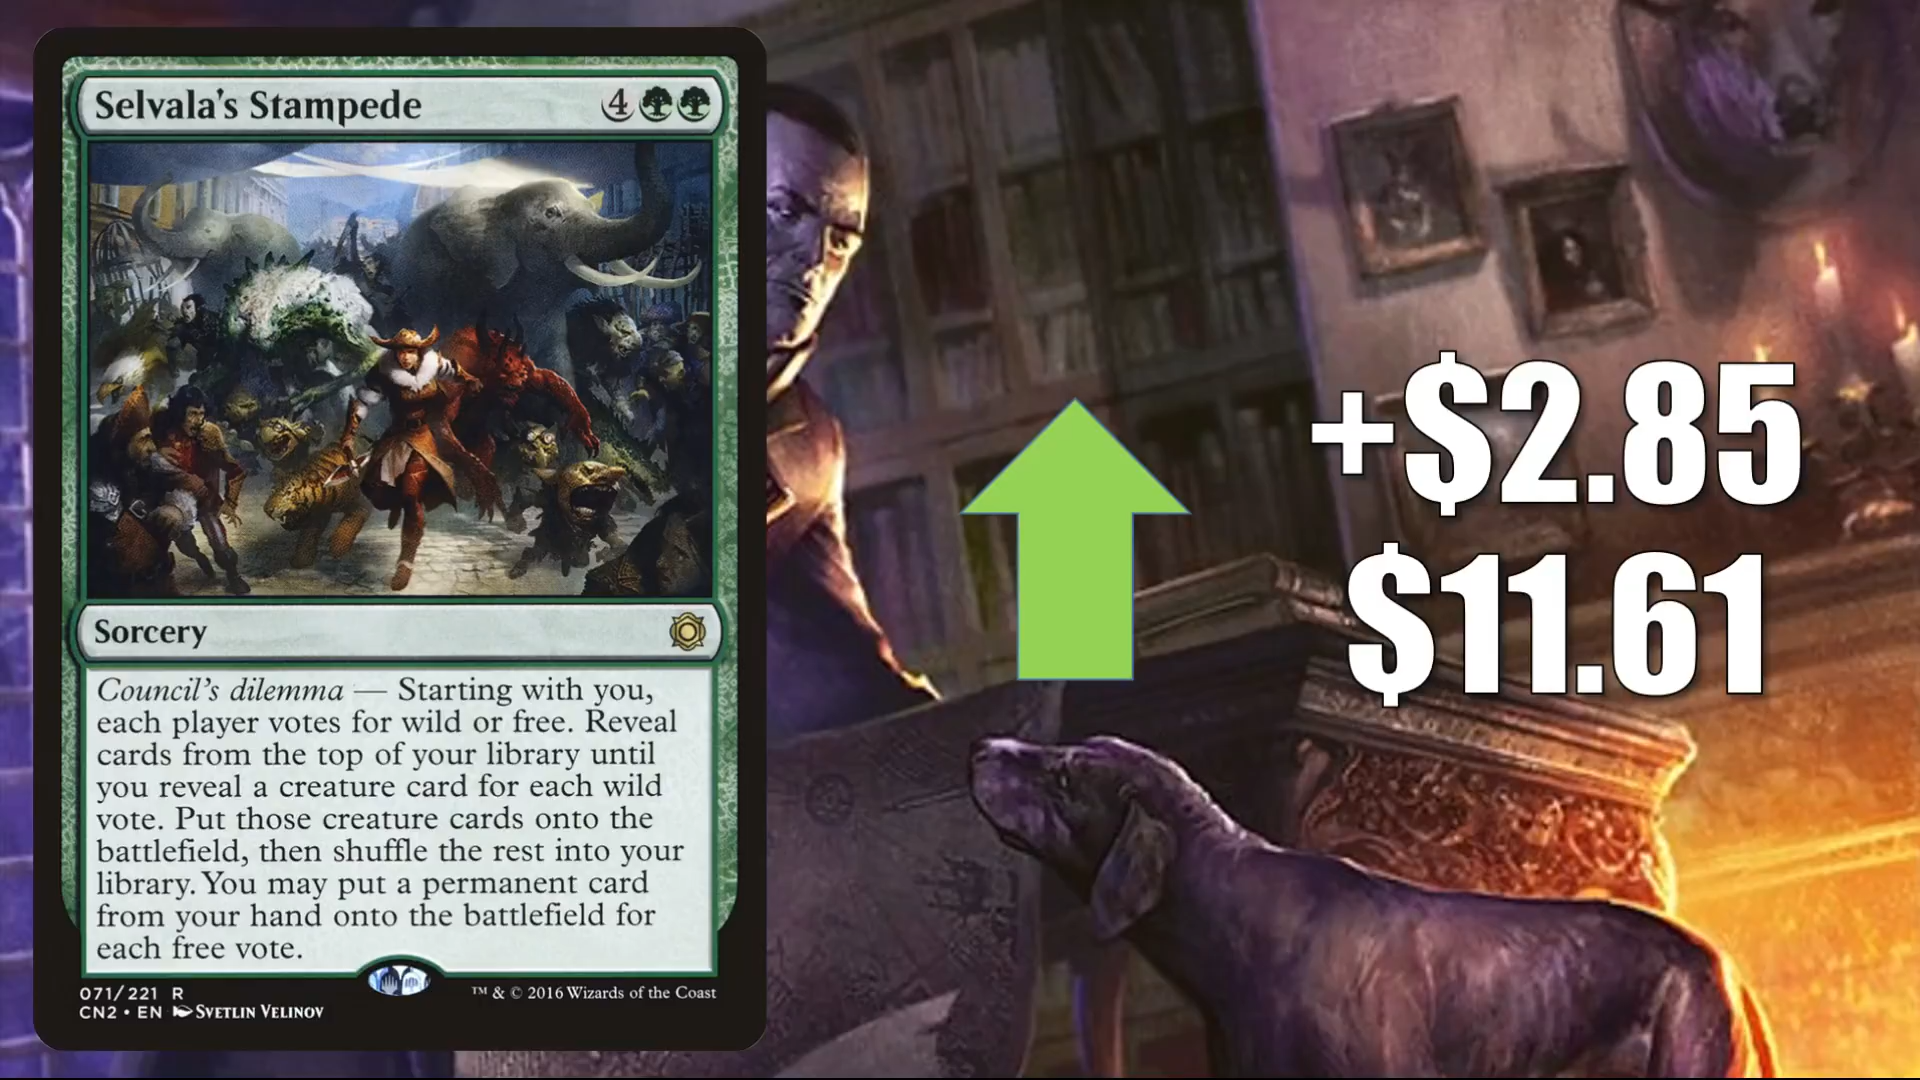 Selvala's Stampede 4
Sorcery
Council's dilemma — Starting with you,
each player votes for wild or free. Reveal
cards from the top of your library until
you reveal a creature card for each wild
vote. Put those creature cards onto the
battlefield, then shuffle the rest into your
library. You may put a permanent card
from your hand onto the battlefield for
each free vote.
071/221 R
CN2 • EN Svetlin Velinov
™ & © 2016 Wizards of the Coast
+$2.85
$11.61